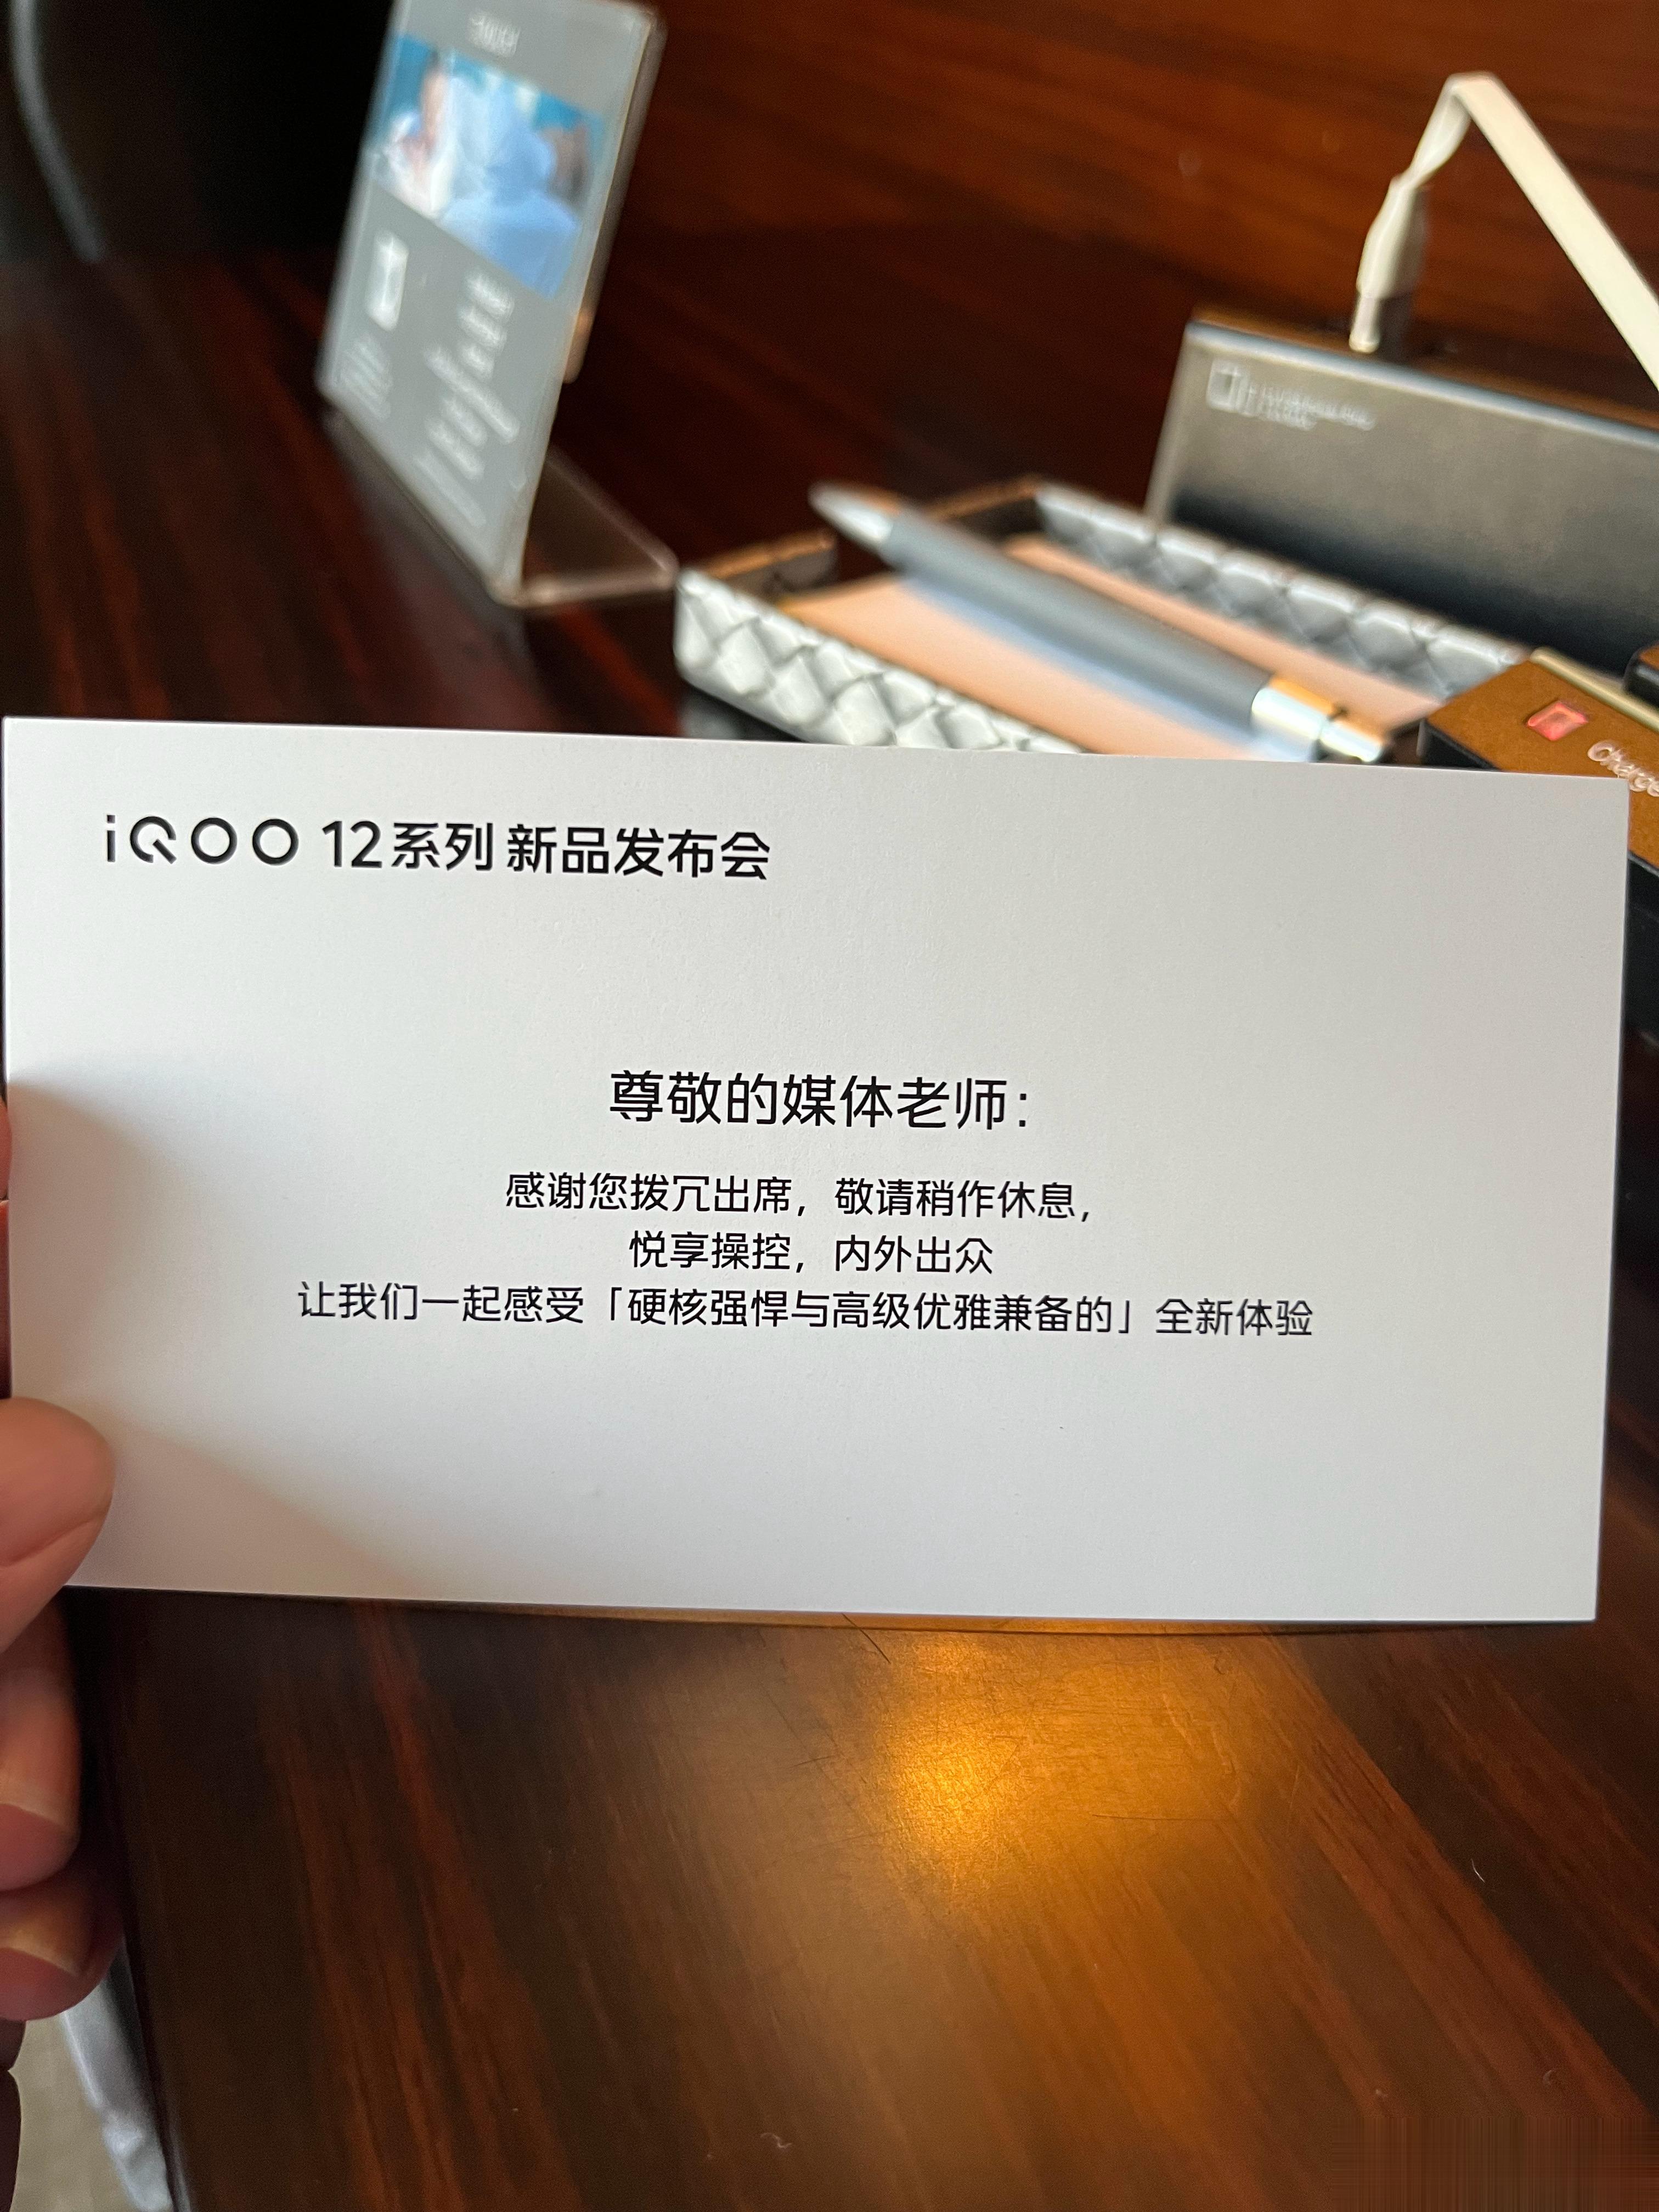 iQOO 12系列 新品发布会
尊敬的媒体老师：
感谢您拨冗出席，敬请稍作休息，
悦享操控，内外出众
让我们一起感受「硬核强悍与高级优雅兼备的」全新体验
Charge